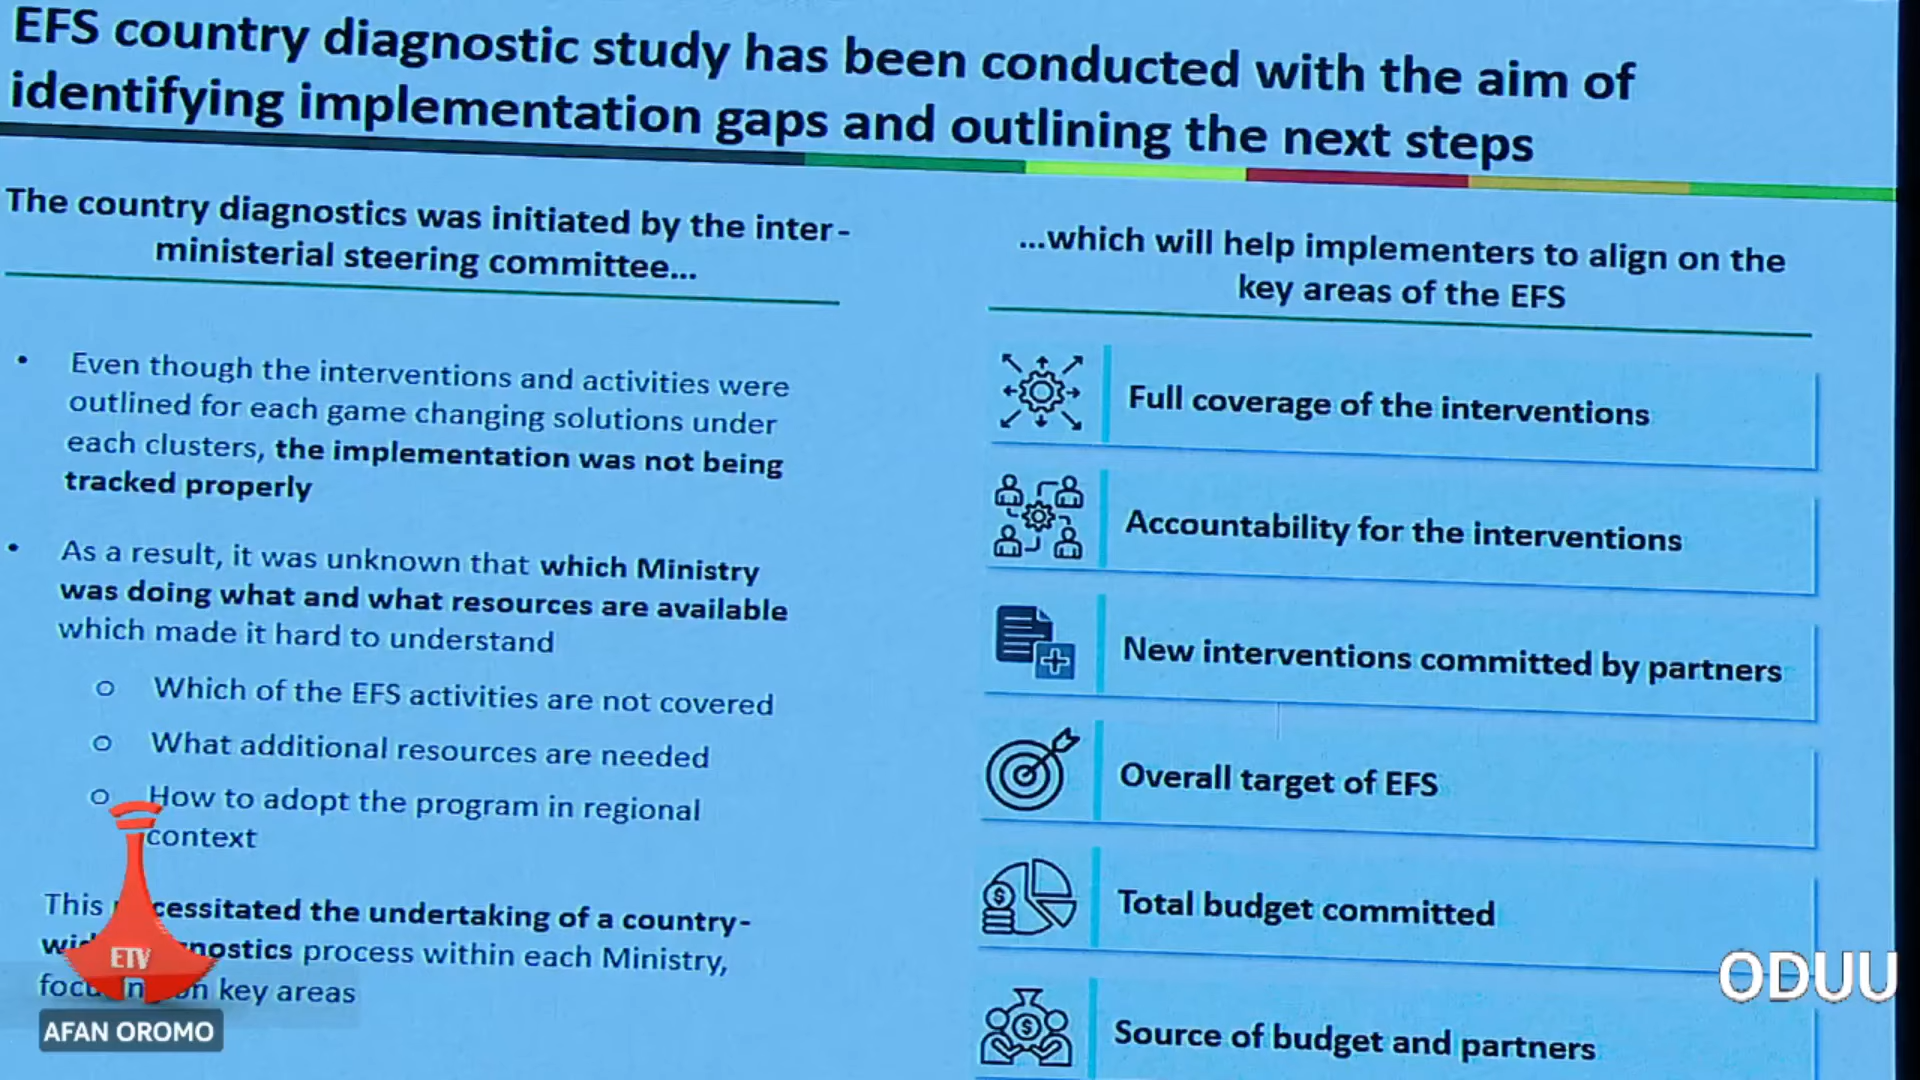 EFS country diagnostic study has been conducted with the aim of
identifying implementation gaps and outlining the next steps
The country diagnostics was initiated by the inter-
ministerial steering committee...
• Even though the interventions and activities were
outlined for each game changing solutions under
each clusters, the implementation was not being
tracked properly
• As a result, it was unknown that which Ministry
was doing what and what resources are available
which made it hard to understand
o Which of the EFS activities are not covered
o What additional resources are needed
o How to adopt the program in regional
context
This the undertaking of a country-
process within each Ministry,
key areas
...which will help implementers to align on the
key areas of the EFS
Full coverage of the interventions
Accountability for the interventions
New interventions committed by partners
Overall target of EFS
Total budget committed
Source of budget and partners
ETV
AFAN OROMO
ODUU